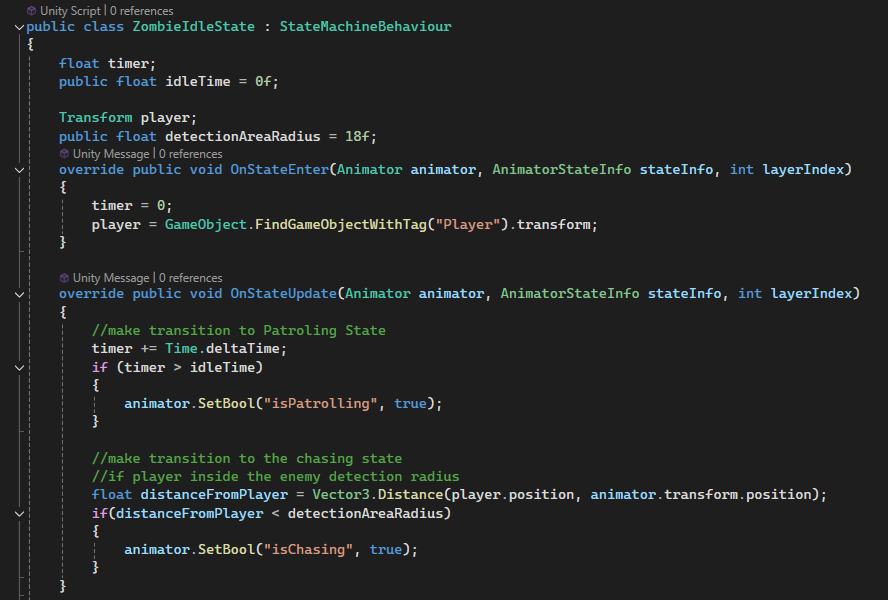 Unity Script | 0 references
public class ZombieIdleState : StateMachineBehaviour
{
float timer;
public float idleTime = 0f;
Transform player;
public float detectionAreaRadius = 18f;
Unity Message | 0 references
override public void OnStateEnter(Animator animator, AnimatorStateInfo stateInfo, int layerIndex)
{
timer = 0;
player = GameObject.FindGameObjectWithTag("Player").transform;
}
Unity Message | 0 references
override public void OnStateUpdate(Animator animator, AnimatorStateInfo stateInfo, int layerIndex)
{
//make transition to Patroling State
timer += Time.deltaTime;
if (timer > idleTime)
{
animator.SetBool("isPatrolling", true);
}
//make transition to the chasing state
//if player inside the enemy detection radius
float distanceFromPlayer = Vector3.Distance(player.position, animator.transform.position);
if(distanceFromPlayer < detectionAreaRadius)
{
animator.SetBool("isChasing", true);
}
}